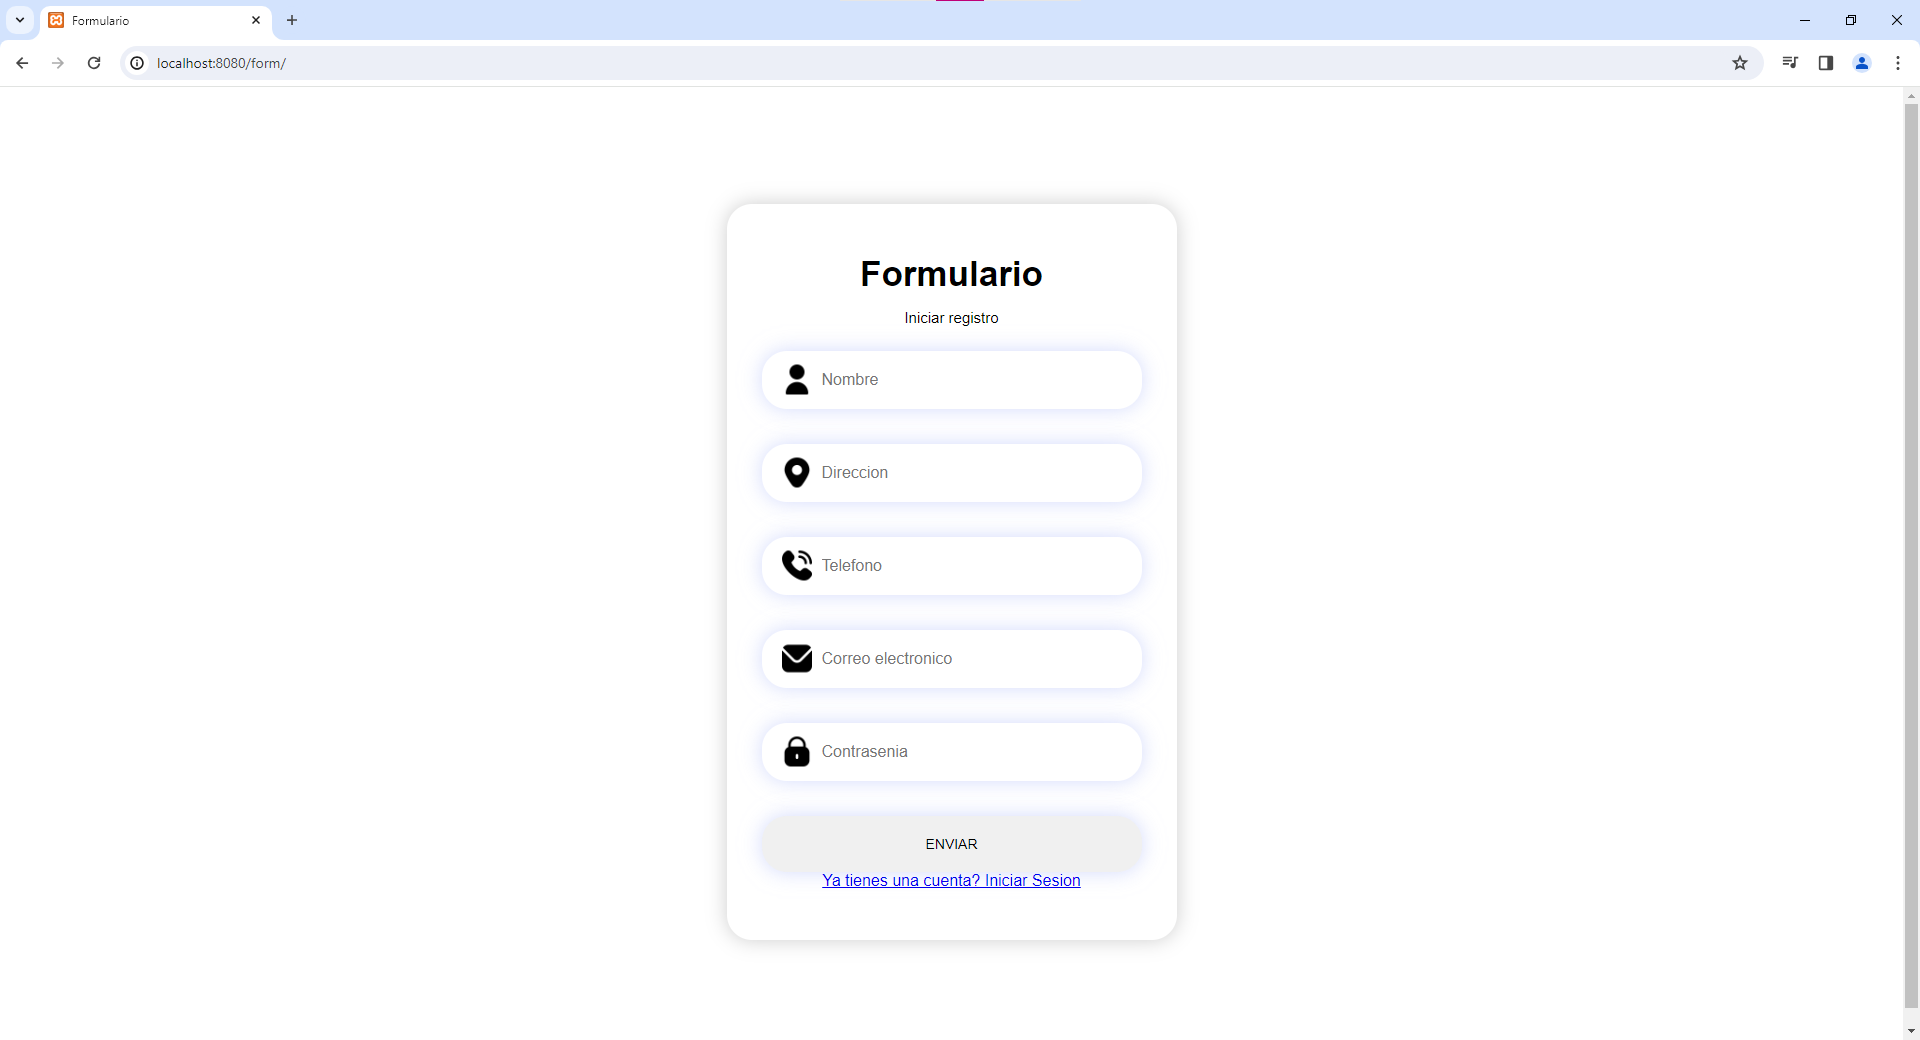 Formulario
localhost:8080/form/
Formulario
Iniciar registro
Nombre
Direccion
Telefono
Correo electronico
Contrasenia
ENVIAR
Ya tienes una cuenta? Iniciar Sesion